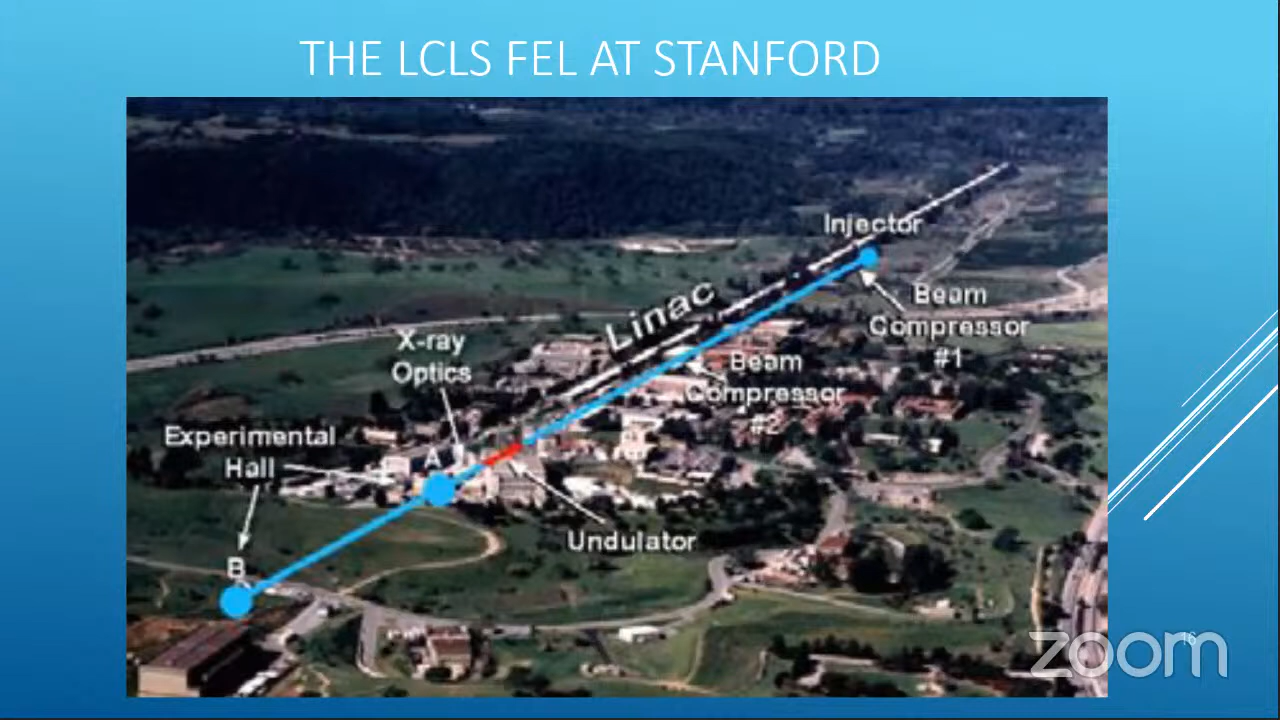 THE LCLS FEL AT STANFORD
Injector
Linac
Beam
Compressor
#1
X-ray
Optics
Beam
Compressor
#2
Experimental
Hall
A
Undulator
B
16
zoom